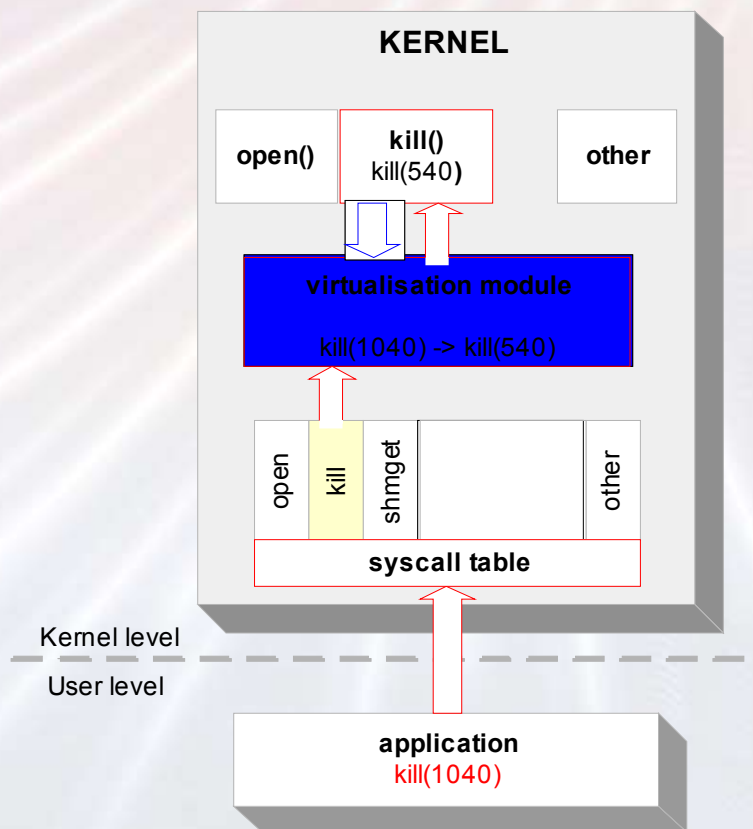 KERNEL
open()
kill()
kill(540)
other
virtualisation module
kill(1040) -> kill(540)
open
kill
shmget
other
syscall table
Kernel level
User level
application
kill(1040)